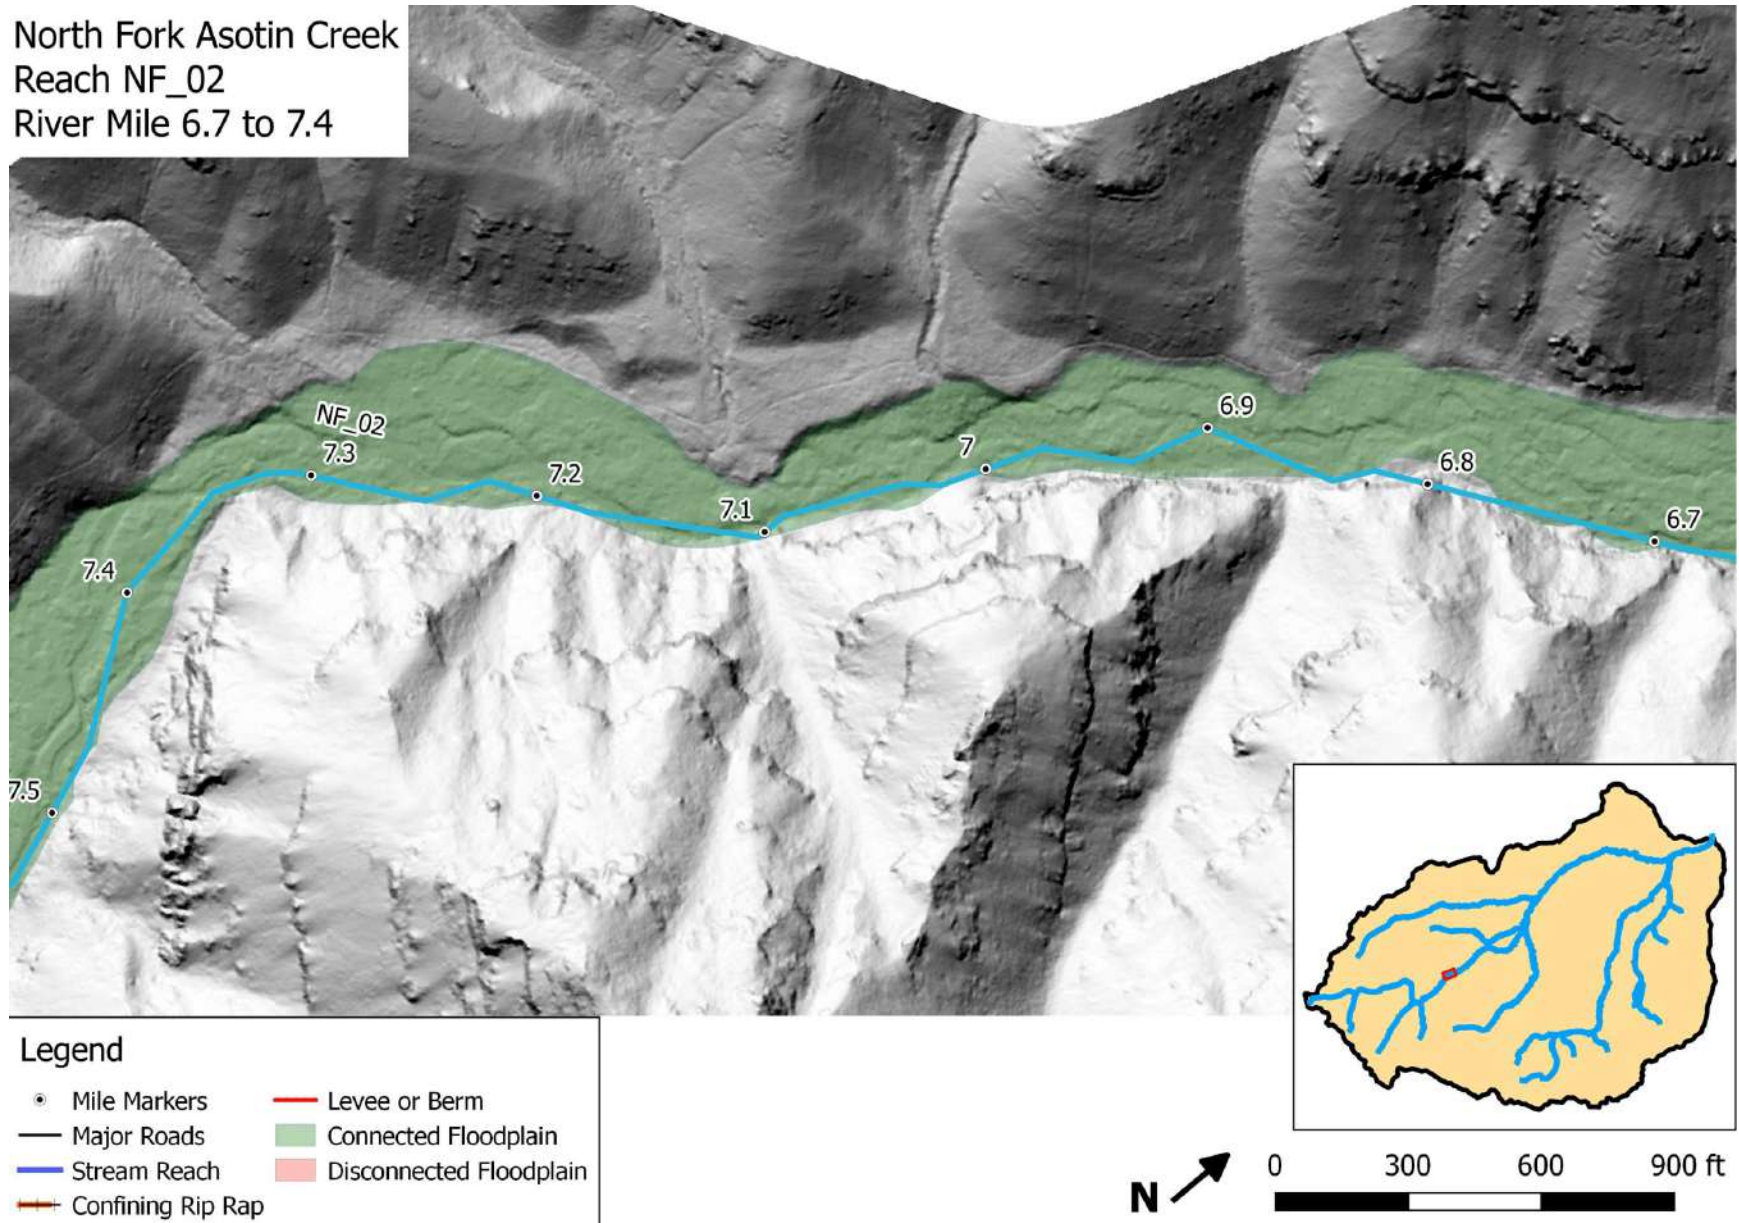 North Fork Asotin Creek
Reach NF_02
River Mile 6.7 to 7.4
NF_02
7.5
7.4
7.3
7.2
7.1
7
6.9
6.8
6.7
Legend
Mile Markers
Major Roads
Stream Reach
Confining Rip Rap
Levee or Berm
Connected Floodplain
Disconnected Floodplain
N
0 300 600 900 ft